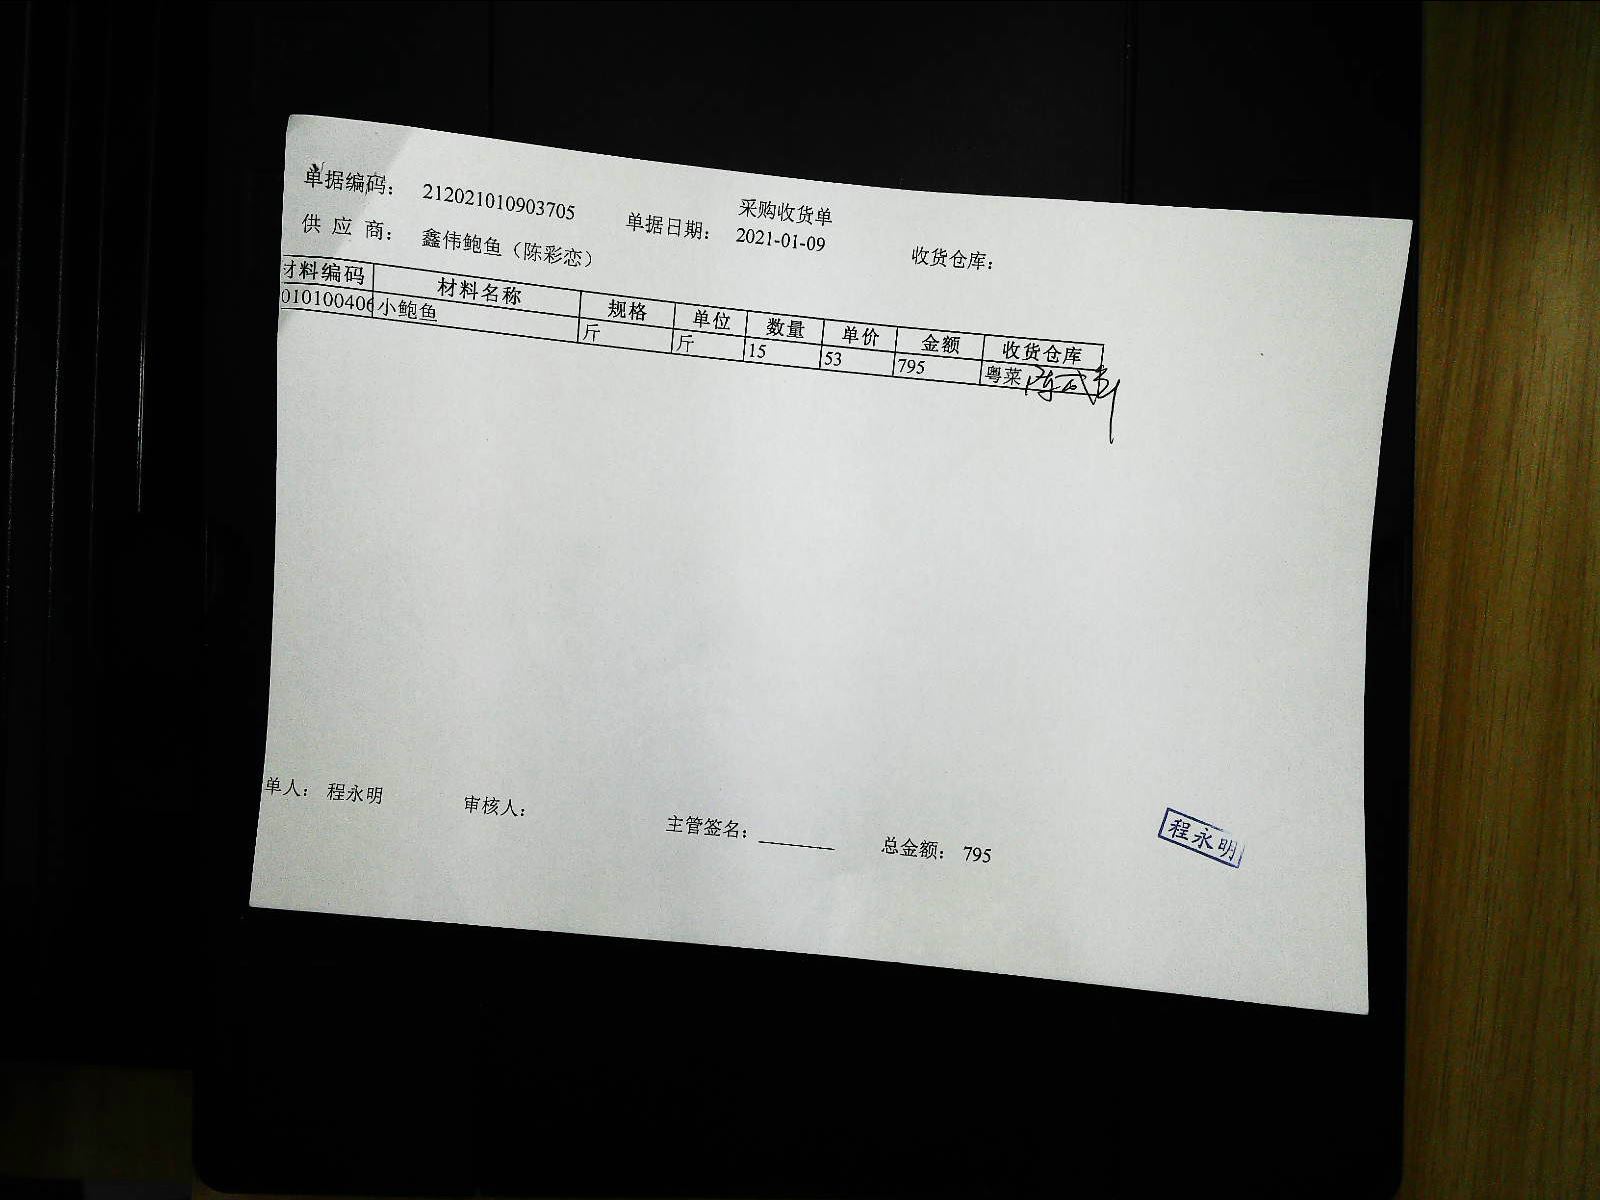 采购收货单
单据编码： 212021010903705 单据日期： 2021-01-09 收货仓库：
供 应 商： 鑫伟鲍鱼（陈彩恋）
材料编码 材料名称 规格 单位 数量 单价 金额 收货仓库
010100406 小鲍鱼 斤 斤 15 53 795 粤菜
单人： 程永明 审核人： 主管签名： 总金额： 795
程永明